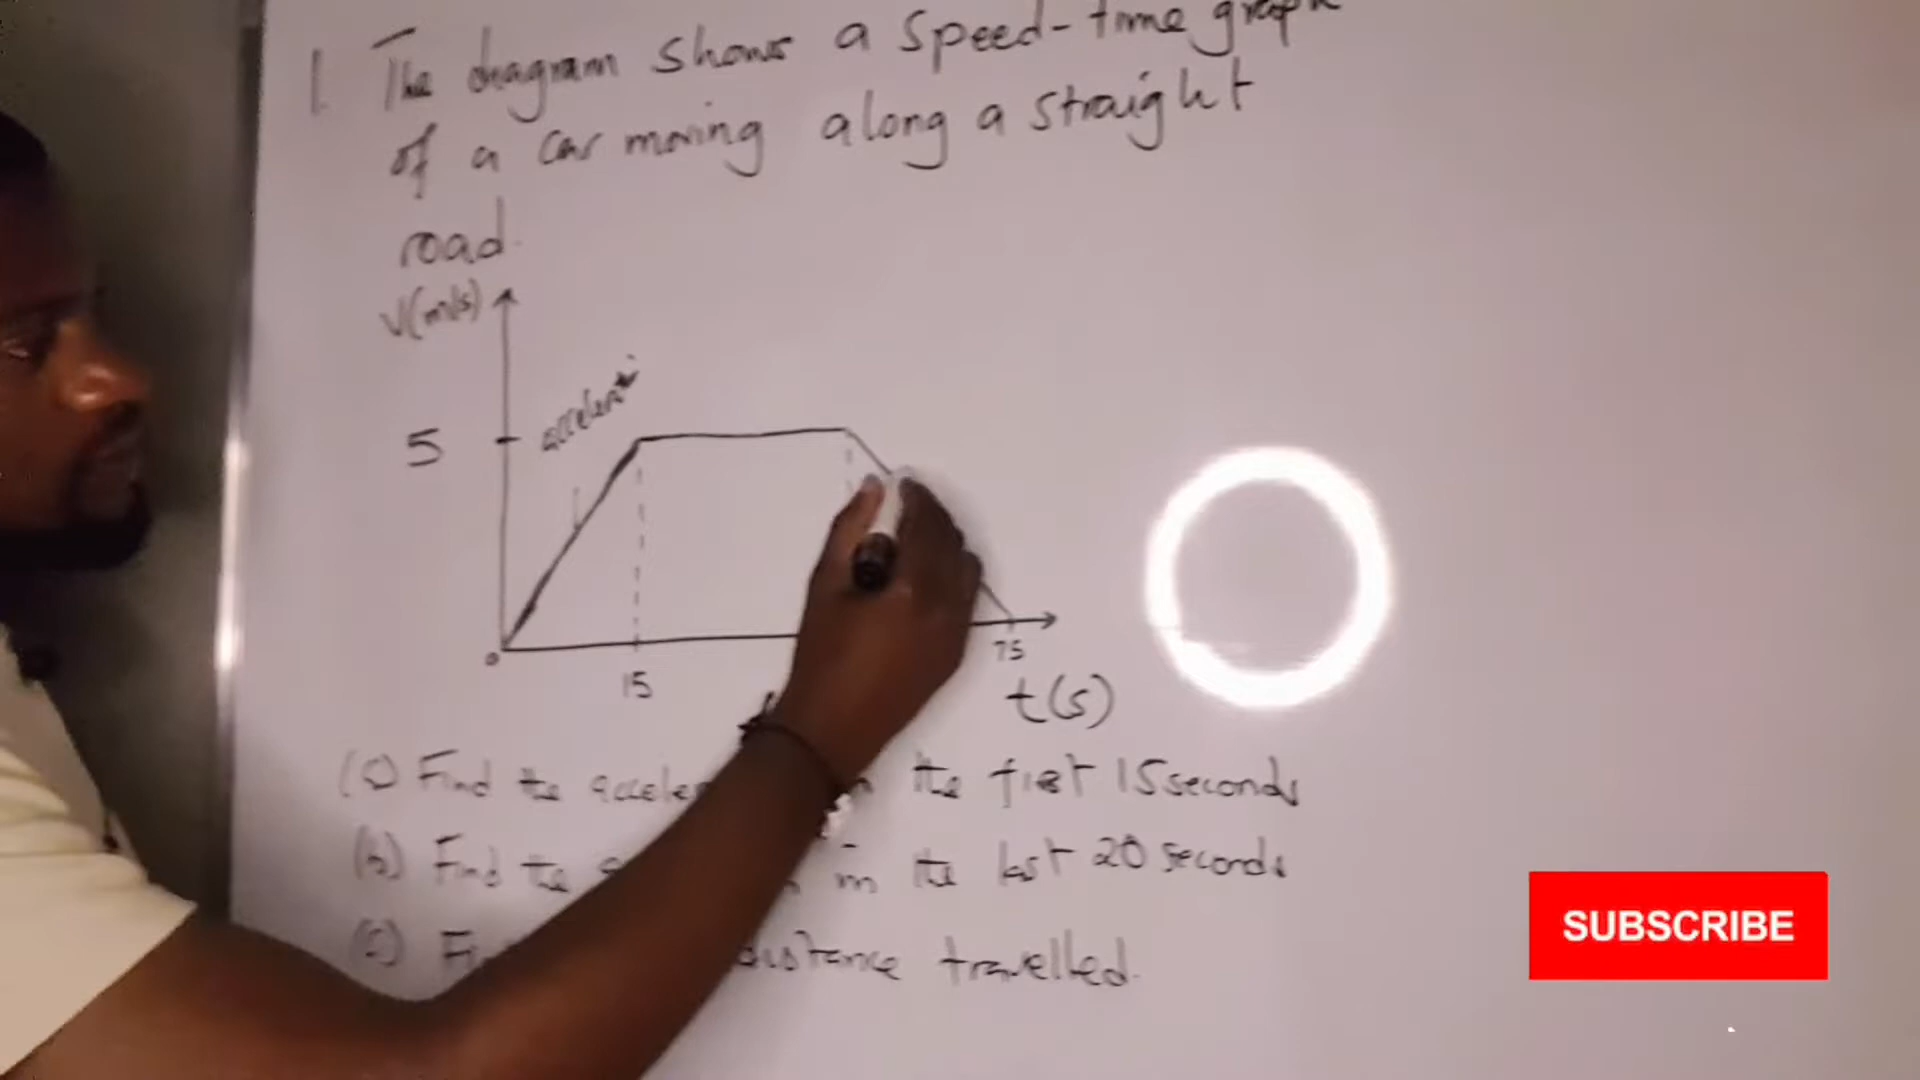 1. The diagram shows a speed-time graph
of a car moving along a straight
road.
V(m/s)
5
0
15
75
t(s)
Find the in the first 15 seconds
(b) Find the in the last 20 seconds
(c) distance travelled.
SUBSCRIBE